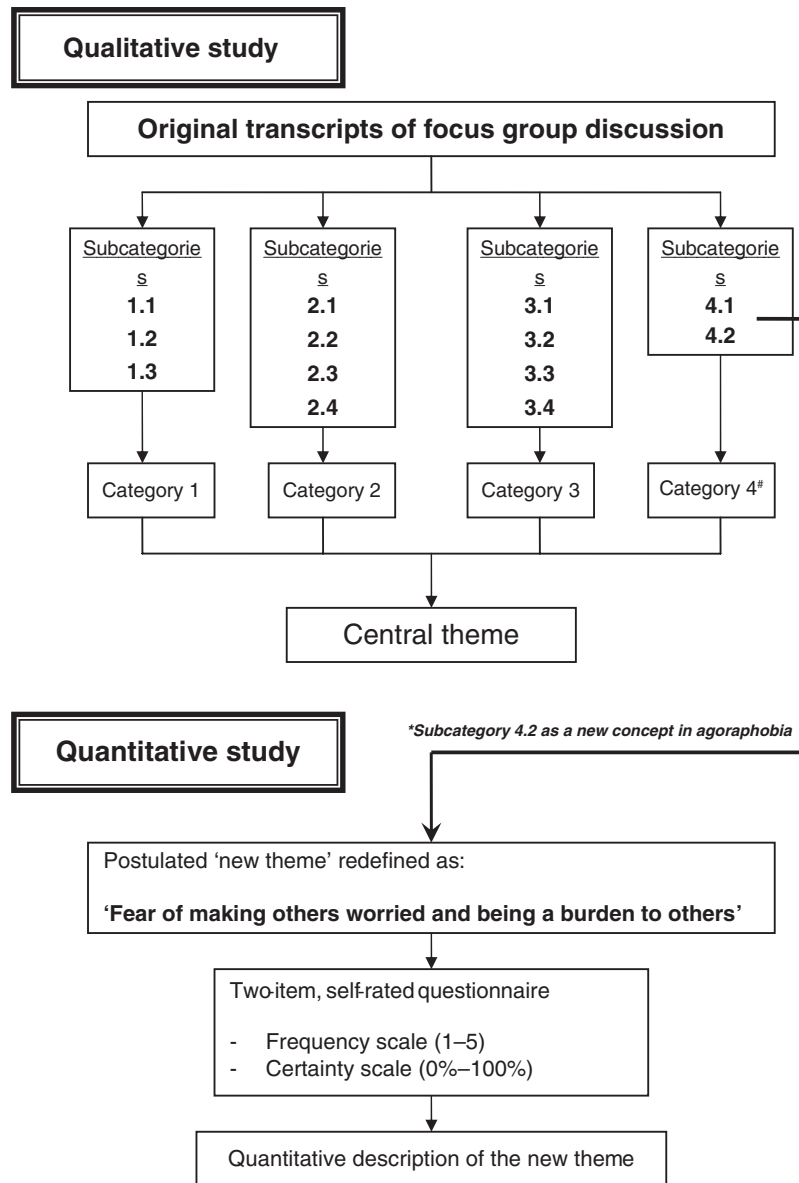 Qualitative study
Original transcripts of focus group discussion
Subcategorie
s
1.1
1.2
1.3
Subcategorie
s
2.1
2.2
2.3
2.4
Subcategorie
s
3.1
3.2
3.3
3.4
Subcategorie
s
4.1
4.2
Category 1
Category 2
Category 3
Category 4#
Central theme
Quantitative study
*Subcategory 4.2 as a new concept in agoraphobia
Postulated ‘new theme’ redefined as:
‘Fear of making others worried and being a burden to others’
Two-item, self-rated questionnaire
- Frequency scale (1–5)
- Certainty scale (0%–100%)
Quantitative description of the new theme